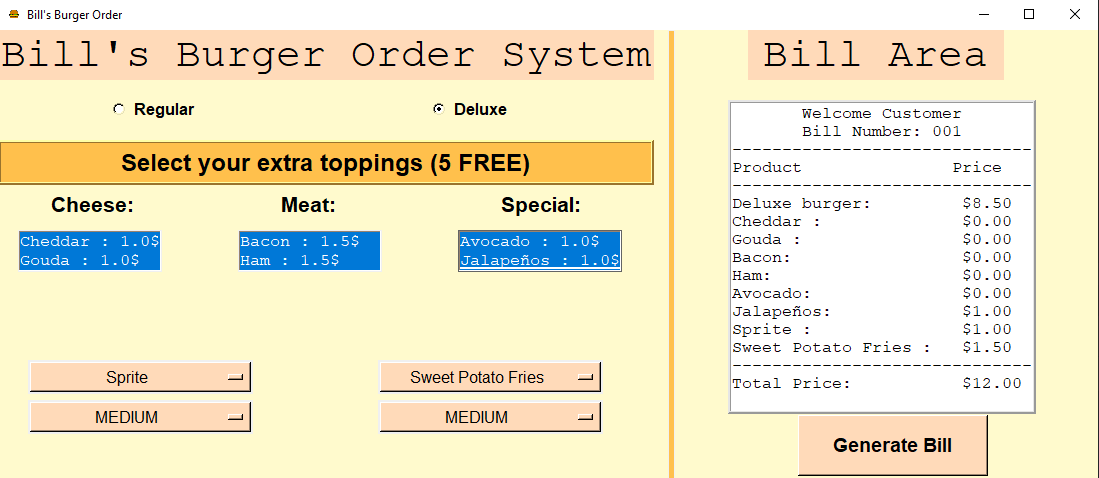 Bill's Burger Order
Bill's Burger Order System
Regular
Deluxe
Select your extra toppings (5 FREE)
Cheese:
Meat:
Special:
Cheddar : 1.0$
Gouda : 1.0$
Bacon : 1.5$
Ham : 1.5$
Avocado : 1.0$
Jalapeños : 1.0$
Sprite
Sweet Potato Fries
MEDIUM
MEDIUM
Bill Area
Welcome Customer
Bill Number: 001
------------------------------
Product Price
------------------------------
Deluxe burger: $8.50
Cheddar : $0.00
Gouda : $0.00
Bacon: $0.00
Ham: $0.00
Avocado: $0.00
Jalapeños: $1.00
Sprite : $1.00
Sweet Potato Fries : $1.50
------------------------------
Total Price: $12.00
Generate Bill